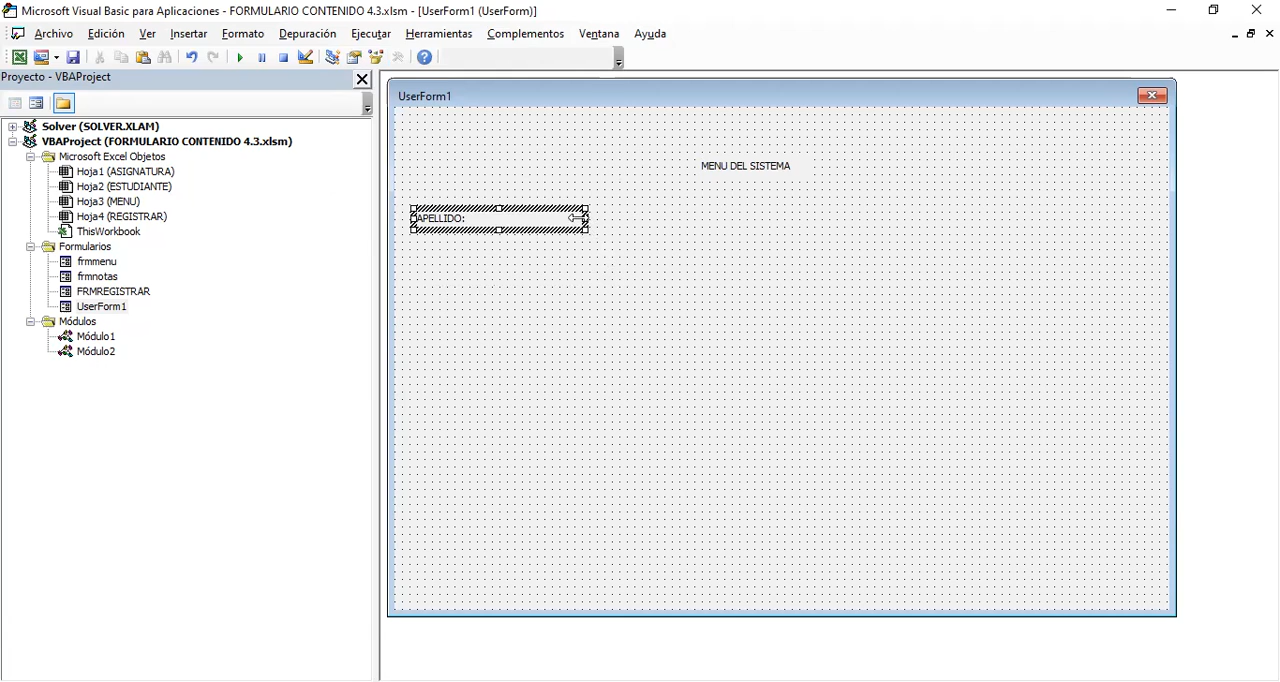 Microsoft Visual Basic para Aplicaciones - FORMULARIO CONTENIDO 4.3.xlsm - [UserForm1 (UserForm)]
Archivo Edición Ver Insertar Formato Depuración Ejecutar Herramientas Complementos Ventana Ayuda
Proyecto - VBAProject
Solver (SOLVER.XLAM)
VBAProject (FORMULARIO CONTENIDO 4.3.xlsm)
Microsoft Excel Objetos
Hoja1 (ASIGNATURA)
Hoja2 (ESTUDIANTE)
Hoja3 (MENU)
Hoja4 (REGISTRAR)
ThisWorkbook
Formularios
frmmenu
frmnotas
FRMREGISTRAR
UserForm1
Módulos
Módulo1
Módulo2
UserForm1
MENU DEL SISTEMA
APELLIDO: